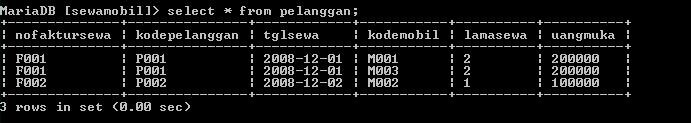 MariaDB [sewamobil]> select * from pelanggan;
+--------------+---------------+------------+-----------+----------+----------+
| nofaktursewa | kodepelanggan | tglsewa    | kodemobil | lamasewa | uangmuka |
+--------------+---------------+------------+-----------+----------+----------+
| F001         | P001          | 2008-12-01 | M001      | 2        | 200000   |
| F001         | P001          | 2008-12-01 | M003      | 2        | 200000   |
| F002         | P002          | 2008-12-02 | M002      | 1        | 100000   |
+--------------+---------------+------------+-----------+----------+----------+
3 rows in set (0.00 sec)